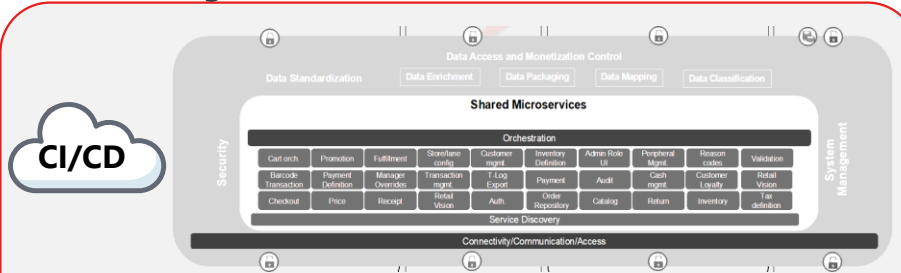 Data Access and Monetization Control
Data Standardization
Data Enrichment
Data Packaging
Data Mapping
Data Classification
Shared Microservices
CI/CD
Security
System Management
Orchestration
Cart orch.
Promotion
Fulfillment
Store/lane config
Customer mgmt.
Inventory Definition
Admin Role UI
Peripheral Mgmt.
Reason codes
Validation
Barcode Transaction
Payment Definition
Manager Overrides
Transaction mgmt.
T-Log Export
Payment
Audit
Cash mgmt.
Customer Loyalty
Retail Vision
Checkout
Price
Receipt
Retail Vision
Auth.
Order Repository
Catalog
Return
Inventory
Tax definition
Service Discovery
Connectivity/Communication/Access